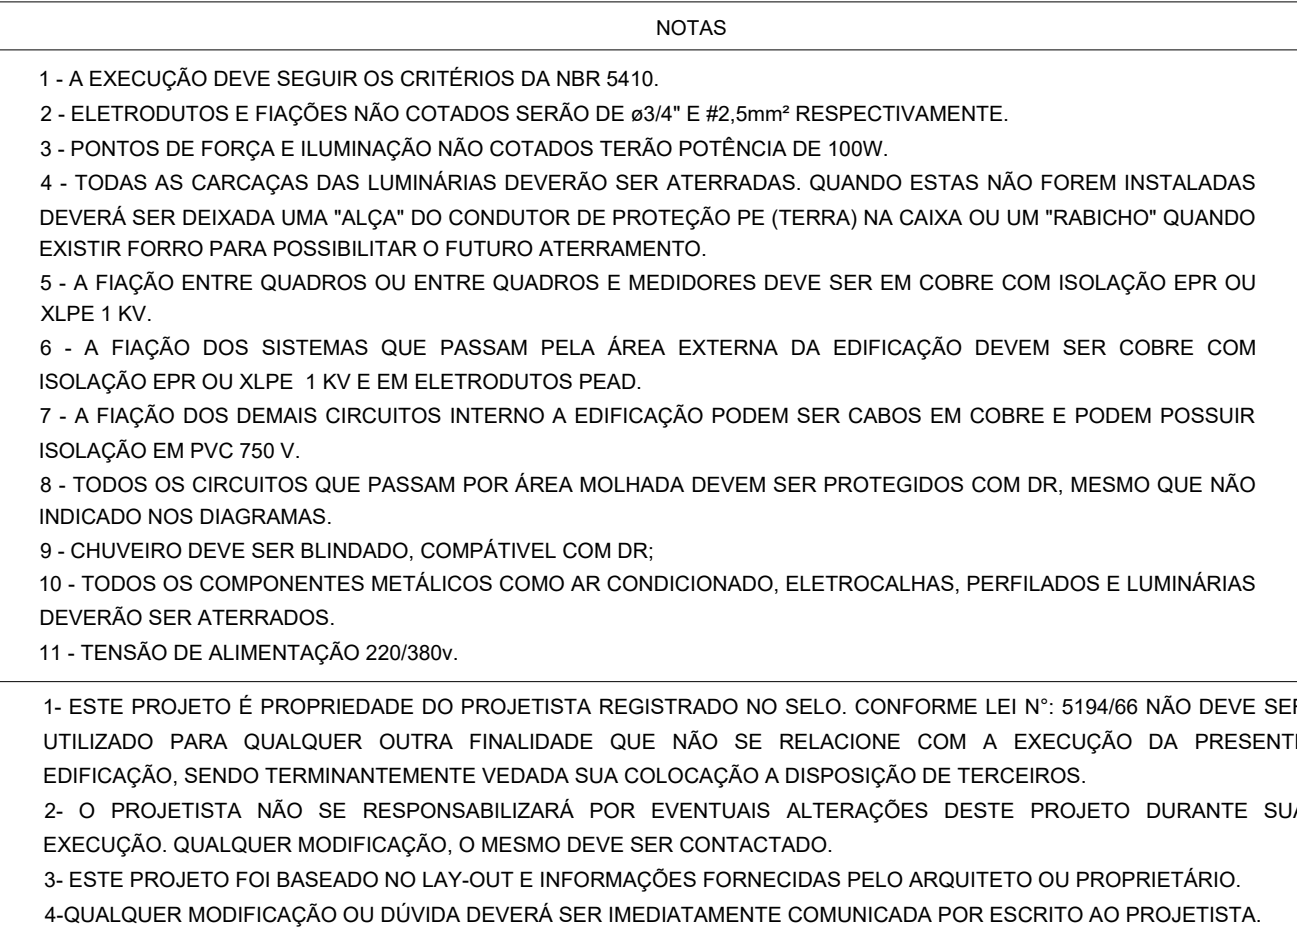 NOTAS
1 - A EXECUÇÃO DEVE SEGUIR OS CRITÉRIOS DA NBR 5410.
2 - ELETRODUTOS E FIAÇÕES NÃO COTADOS SERÃO DE ø3/4" E #2,5mm² RESPECTIVAMENTE.
3 - PONTOS DE FORÇA E ILUMINAÇÃO NÃO COTADOS TERÃO POTÊNCIA DE 100W.
4 - TODAS AS CARCAÇAS DAS LUMINÁRIAS DEVERÃO SER ATERRADAS. QUANDO ESTAS NÃO FOREM INSTALADAS
DEVERÁ SER DEIXADA UMA "ALÇA" DO CONDUTOR DE PROTEÇÃO PE (TERRA) NA CAIXA OU UM "RABICHO" QUANDO
EXISTIR FORRO PARA POSSIBILITAR O FUTURO ATERRAMENTO.
5 - A FIAÇÃO ENTRE QUADROS OU ENTRE QUADROS E MEDIDORES DEVE SER EM COBRE COM ISOLAÇÃO EPR OU
XLPE 1 KV.
6 - A FIAÇÃO DOS SISTEMAS QUE PASSAM PELA ÁREA EXTERNA DA EDIFICAÇÃO DEVEM SER COBRE COM
ISOLAÇÃO EPR OU XLPE  1 KV E EM ELETRODUTOS PEAD.
7 - A FIAÇÃO DOS DEMAIS CIRCUITOS INTERNO A EDIFICAÇÃO PODEM SER CABOS EM COBRE E PODEM POSSUIR
ISOLAÇÃO EM PVC 750 V.
8 - TODOS OS CIRCUITOS QUE PASSAM POR ÁREA MOLHADA DEVEM SER PROTEGIDOS COM DR, MESMO QUE NÃO
INDICADO NOS DIAGRAMAS.
9 - CHUVEIRO DEVE SER BLINDADO, COMPÁTIVEL COM DR;
10 - TODOS OS COMPONENTES METÁLICOS COMO AR CONDICIONADO, ELETROCALHAS, PERFILADOS E LUMINÁRIAS
DEVERÃO SER ATERRADOS.
11 - TENSÃO DE ALIMENTAÇÃO 220/380v.
1- ESTE PROJETO É PROPRIEDADE DO PROJETISTA REGISTRADO NO SELO. CONFORME LEI N°: 5194/66 NÃO DEVE SER
UTILIZADO PARA QUALQUER OUTRA FINALIDADE QUE NÃO SE RELACIONE COM A EXECUÇÃO DA PRESENTE
EDIFICAÇÃO, SENDO TERMINANTEMENTE VEDADA SUA COLOCAÇÃO A DISPOSIÇÃO DE TERCEIROS.
2- O PROJETISTA NÃO SE RESPONSABILIZARÁ POR EVENTUAIS ALTERAÇÕES DESTE PROJETO DURANTE SUA
EXECUÇÃO. QUALQUER MODIFICAÇÃO, O MESMO DEVE SER CONTACTADO.
3- ESTE PROJETO FOI BASEADO NO LAY-OUT E INFORMAÇÕES FORNECIDAS PELO ARQUITETO OU PROPRIETÁRIO.
4-QUALQUER MODIFICAÇÃO OU DÚVIDA DEVERÁ SER IMEDIATAMENTE COMUNICADA POR ESCRITO AO PROJETISTA.